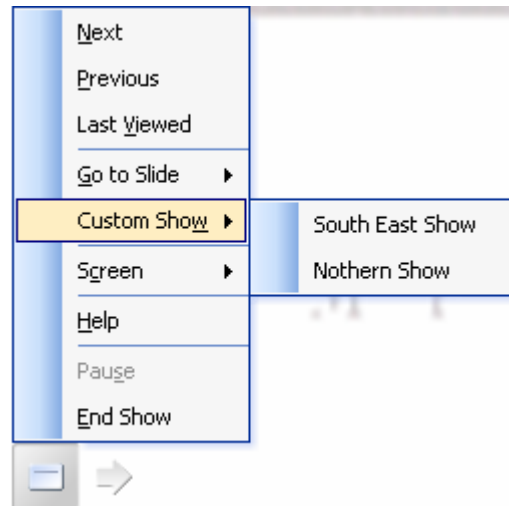 Next
Previous
Last Viewed
Go to Slide
Custom Show
South East Show
Nothern Show
Screen
Help
Pause
End Show